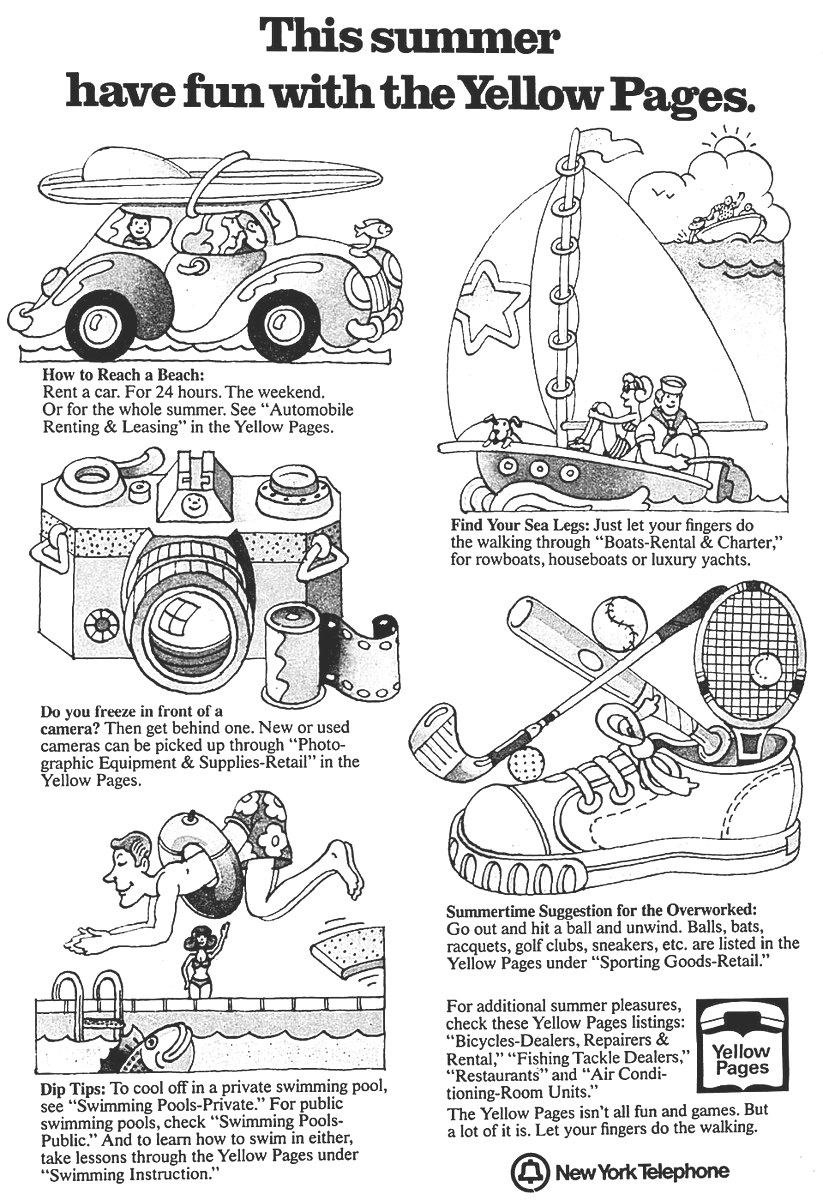 This summer
have fun with the Yellow Pages.
How to Reach a Beach:
Rent a car. For 24 hours. The weekend.
Or for the whole summer. See “Automobile
Renting & Leasing” in the Yellow Pages.
Find Your Sea Legs: Just let your fingers do
the walking through “Boats-Rental & Charter,”
for rowboats, houseboats or luxury yachts.
Do you freeze in front of a
camera? Then get behind one. New or used
cameras can be picked up through “Photo-
graphic Equipment & Supplies-Retail” in the
Yellow Pages.
Summertime Suggestion for the Overworked:
Go out and hit a ball and unwind. Balls, bats,
racquets, golf clubs, sneakers, etc. are listed in the
Yellow Pages under “Sporting Goods-Retail.”
Dip Tips: To cool off in a private swimming pool,
see “Swimming Pools-Private.” For public
swimming pools, check “Swimming Pools-
Public.” And to learn how to swim in either,
take lessons through the Yellow Pages under
“Swimming Instruction.”
For additional summer pleasures,
check these Yellow Pages listings:
“Bicycles-Dealers, Repairers &
Rental,” “Fishing Tackle Dealers,”
“Restaurants” and “Air Condi-
tioning-Room Units.”
The Yellow Pages isn’t all fun and games. But
a lot of it is. Let your fingers do the walking.
Yellow
Pages
New York Telephone